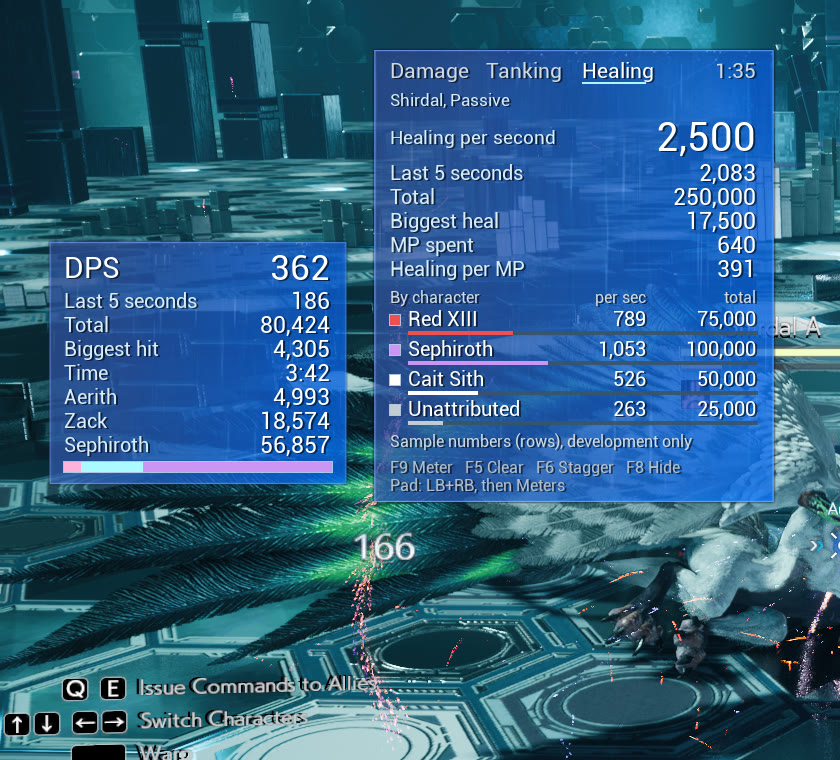 Damage Tanking Healing 1:35
Shirdal, Passive
Healing per second 2,500
Last 5 seconds 2,083
Total 250,000
Biggest heal 17,500
MP spent 640
Healing per MP 391
By character per sec total
Red XIII 789 75,000
Sephiroth 1,053 100,000
Cait Sith 526 50,000
Unattributed 263 25,000
Sample numbers (rows), development only
F9 Meter F5 Clear F6 Stagger F8 Hide
Pad: LB+RB, then Meters
DPS 362
Last 5 seconds 186
Total 80,424
Biggest hit 4,305
Time 3:42
Aerith 4,993
Zack 18,574
Sephiroth 56,857
dal A
166
Q E Issue Commands to Allies
↑ ↓ ← → Switch Characters
Warp